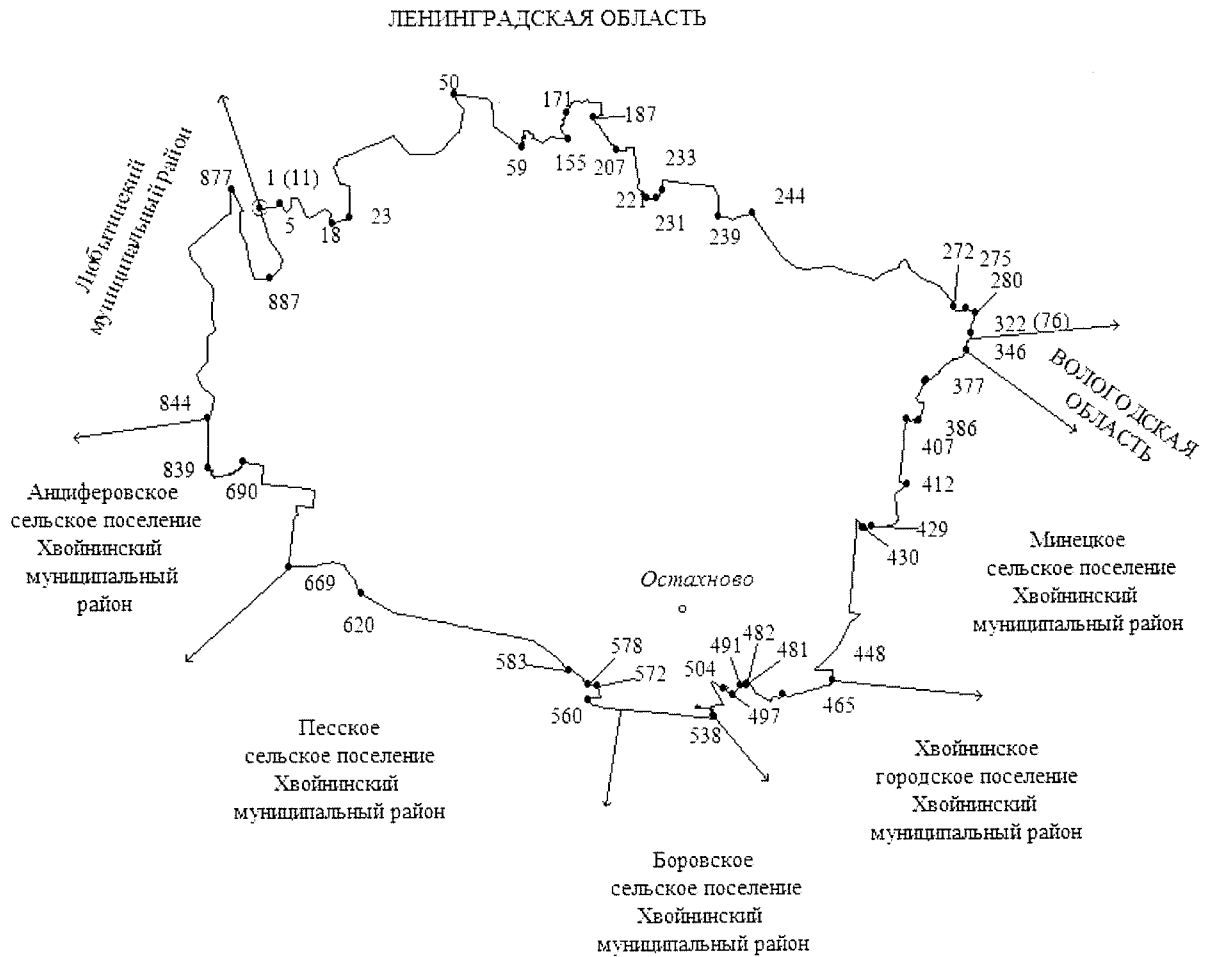 ЛЕНИНГРАДСКАЯ ОБЛАСТЬ
50
171
187
59
155
207
233
221
231
239
244
Любытинский
муниципальный район
877
1 (11)
5
18
23
887
272
275
280
322 (76)
346
ВОЛОГОДСКАЯ
ОБЛАСТЬ
377
386
407
412
429
430
844
839
690
Анциферовское
сельское поселение
Хвойнинский
муниципальный
район
Минецкое
сельское поселение
Хвойнинский
муниципальный район
669
620
Остахново
583
578
572
560
504
491
482
481
448
497
465
538
Песское
сельское поселение
Хвойнинский
муниципальный район
Хвойнинское
городское поселение
Хвойнинский
муниципальный район
Боровское
сельское поселение
Хвойнинский
муниципальный район